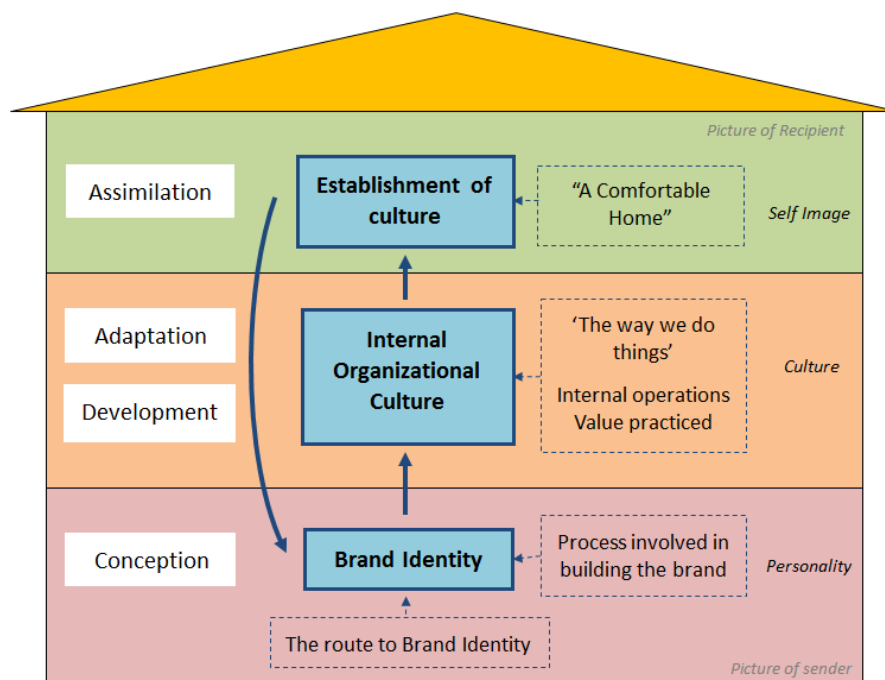 Picture of Recipient
Assimilation
Establishment of
culture
“A Comfortable
Home”
Self Image
Adaptation
Development
Internal
Organizational
Culture
‘The way we do
things’
Internal operations
Value practiced
Culture
Conception
Brand Identity
Process involved in
building the brand
Personality
The route to Brand Identity
Picture of sender